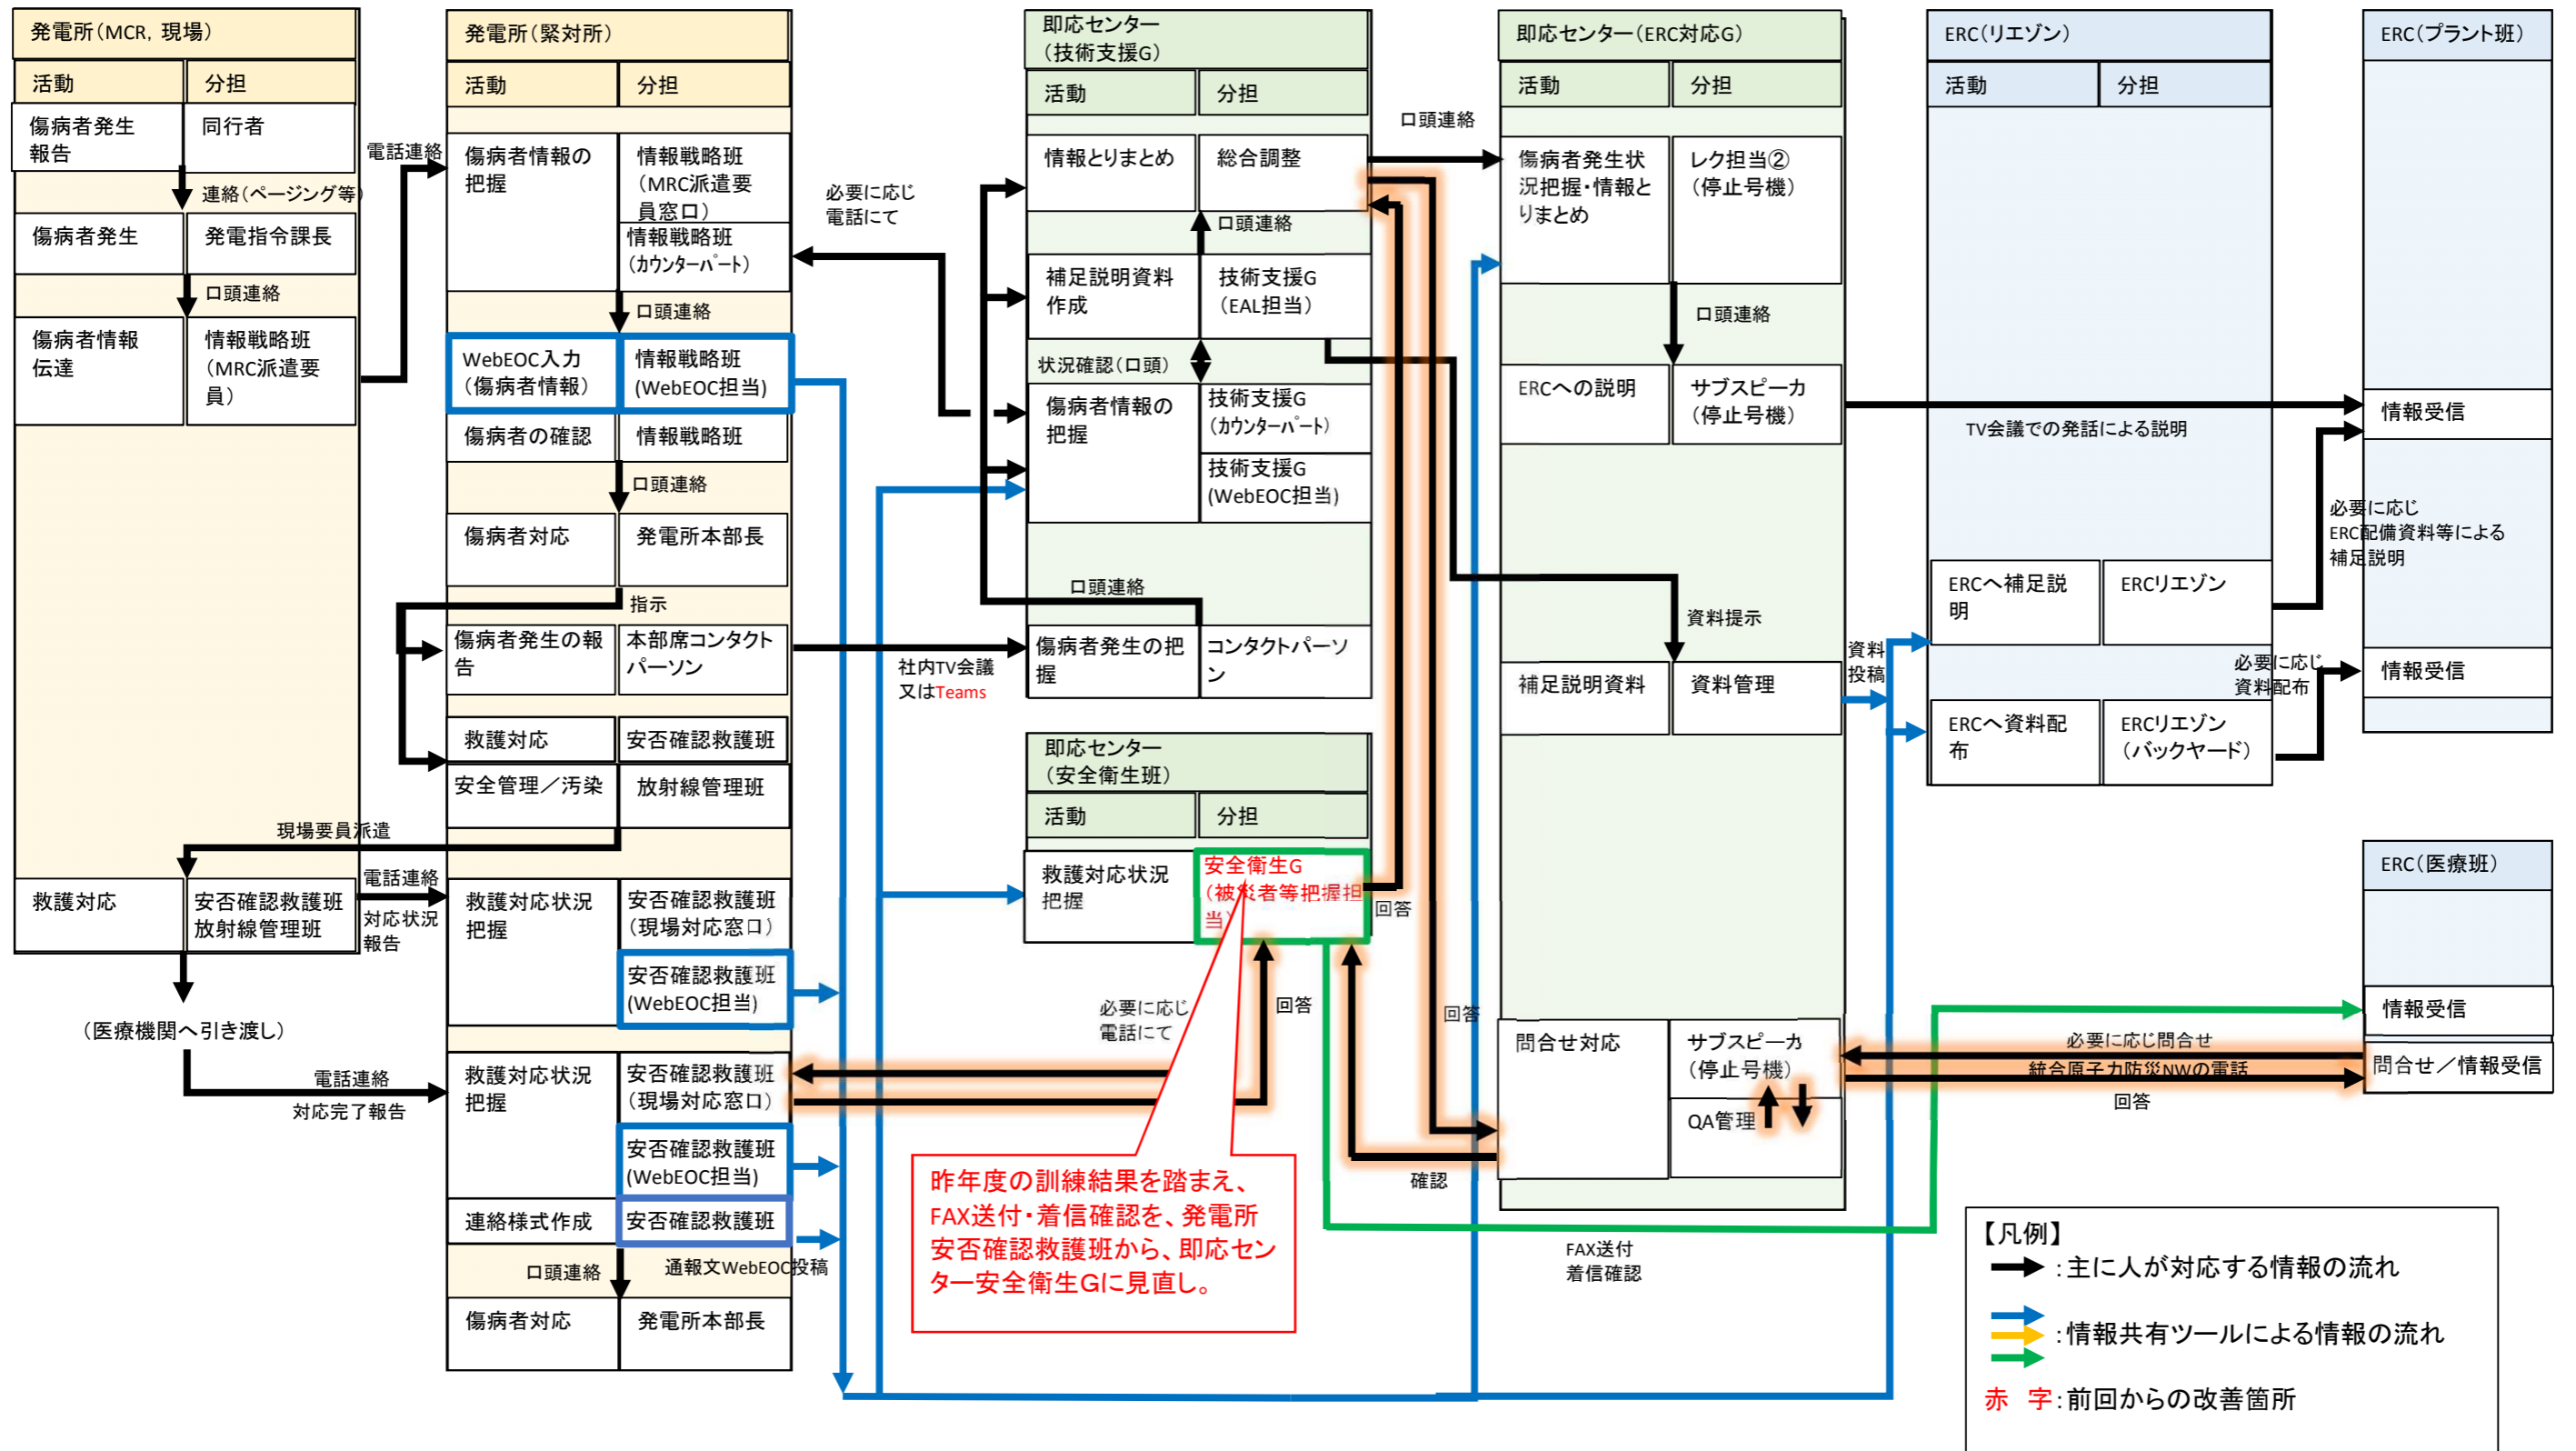 発電所（MCR，現場）
活動
分担
傷病者発生
報告
同行者
連絡（ページング等）
傷病者発生
発電指令課長
口頭連絡
傷病者情報
伝達
情報戦略班
（MRC派遣要
員）
電話連絡
現場要員派遣
救護対応
安否確認救護班
放射線管理班
電話連絡
対応状況
報告
（医療機関へ引き渡し）
電話連絡
対応完了報告
発電所（緊対所）
活動
分担
傷病者情報の
把握
情報戦略班
（MRC派遣要
員窓口）
情報戦略班
（ｶｳﾝﾀｰﾊﾟｰﾄ）
口頭連絡
WebEOC入力
（傷病者情報）
情報戦略班
(WebEOC担当)
傷病者の確認
情報戦略班
口頭連絡
傷病者対応
発電所本部長
指示
傷病者発生の報
告
本部席コンタクト
パーソン
救護対応
安否確認救護班
安全管理／汚染
放射線管理班
救護対応状況
把握
安否確認救護班
（現場対応窓口）
安否確認救護班
(WebEOC担当)
救護対応状況
把握
安否確認救護班
（現場対応窓口）
安否確認救護班
(WebEOC担当)
連絡様式作成
安否確認救護班
口頭連絡
通報文WebEOC投稿
傷病者対応
発電所本部長
必要に応じ
電話にて
社内TV会議
又はTeams
即応センター
（技術支援G）
活動
分担
情報とりまとめ
総合調整
口頭連絡
補足説明資料
作成
技術支援G
（EAL担当）
状況確認（口頭）
傷病者情報の
把握
技術支援G
（ｶｳﾝﾀｰﾊﾟｰﾄ）
技術支援G
(WebEOC担当)
口頭連絡
傷病者発生の把
握
コンタクトパーソ
ン
即応センター
（安全衛生班）
活動
分担
救護対応状況
把握
安全衛生G
（被災者等把握担
当）
回答
必要に応じ
電話にて
回答
回答
確認
昨年度の訓練結果を踏まえ、
FAX送付・着信確認を、発電所
安否確認救護班から、即応セン
ター安全衛生Ｇに見直し。
口頭連絡
即応センター（ERC対応G）
活動
分担
傷病者発生状
況把握・情報と
りまとめ
レク担当②
（停止号機）
口頭連絡
ERCへの説明
サブスピーカ
（停止号機）
資料提示
補足説明資料
資料管理
資料
投稿
問合せ対応
サブスピーカ
（停止号機）
QA管理
FAX送付
着信確認
ERC（リエゾン）
活動
分担
TV会議での発話による説明
ERCへ補足説
明
ERCリエゾン
ERCへ資料配
布
ERCリエゾン
（バックヤード）
必要に応じ
ERC配備資料等による
補足説明
必要に応じ
資料配布
ERC（プラント班）
情報受信
情報受信
ERC（医療班）
情報受信
問合せ／情報受信
必要に応じ問合せ
統合原子力防災NWの電話
回答
【凡例】
：主に人が対応する情報の流れ
：情報共有ツールによる情報の流れ
赤　字：前回からの改善箇所